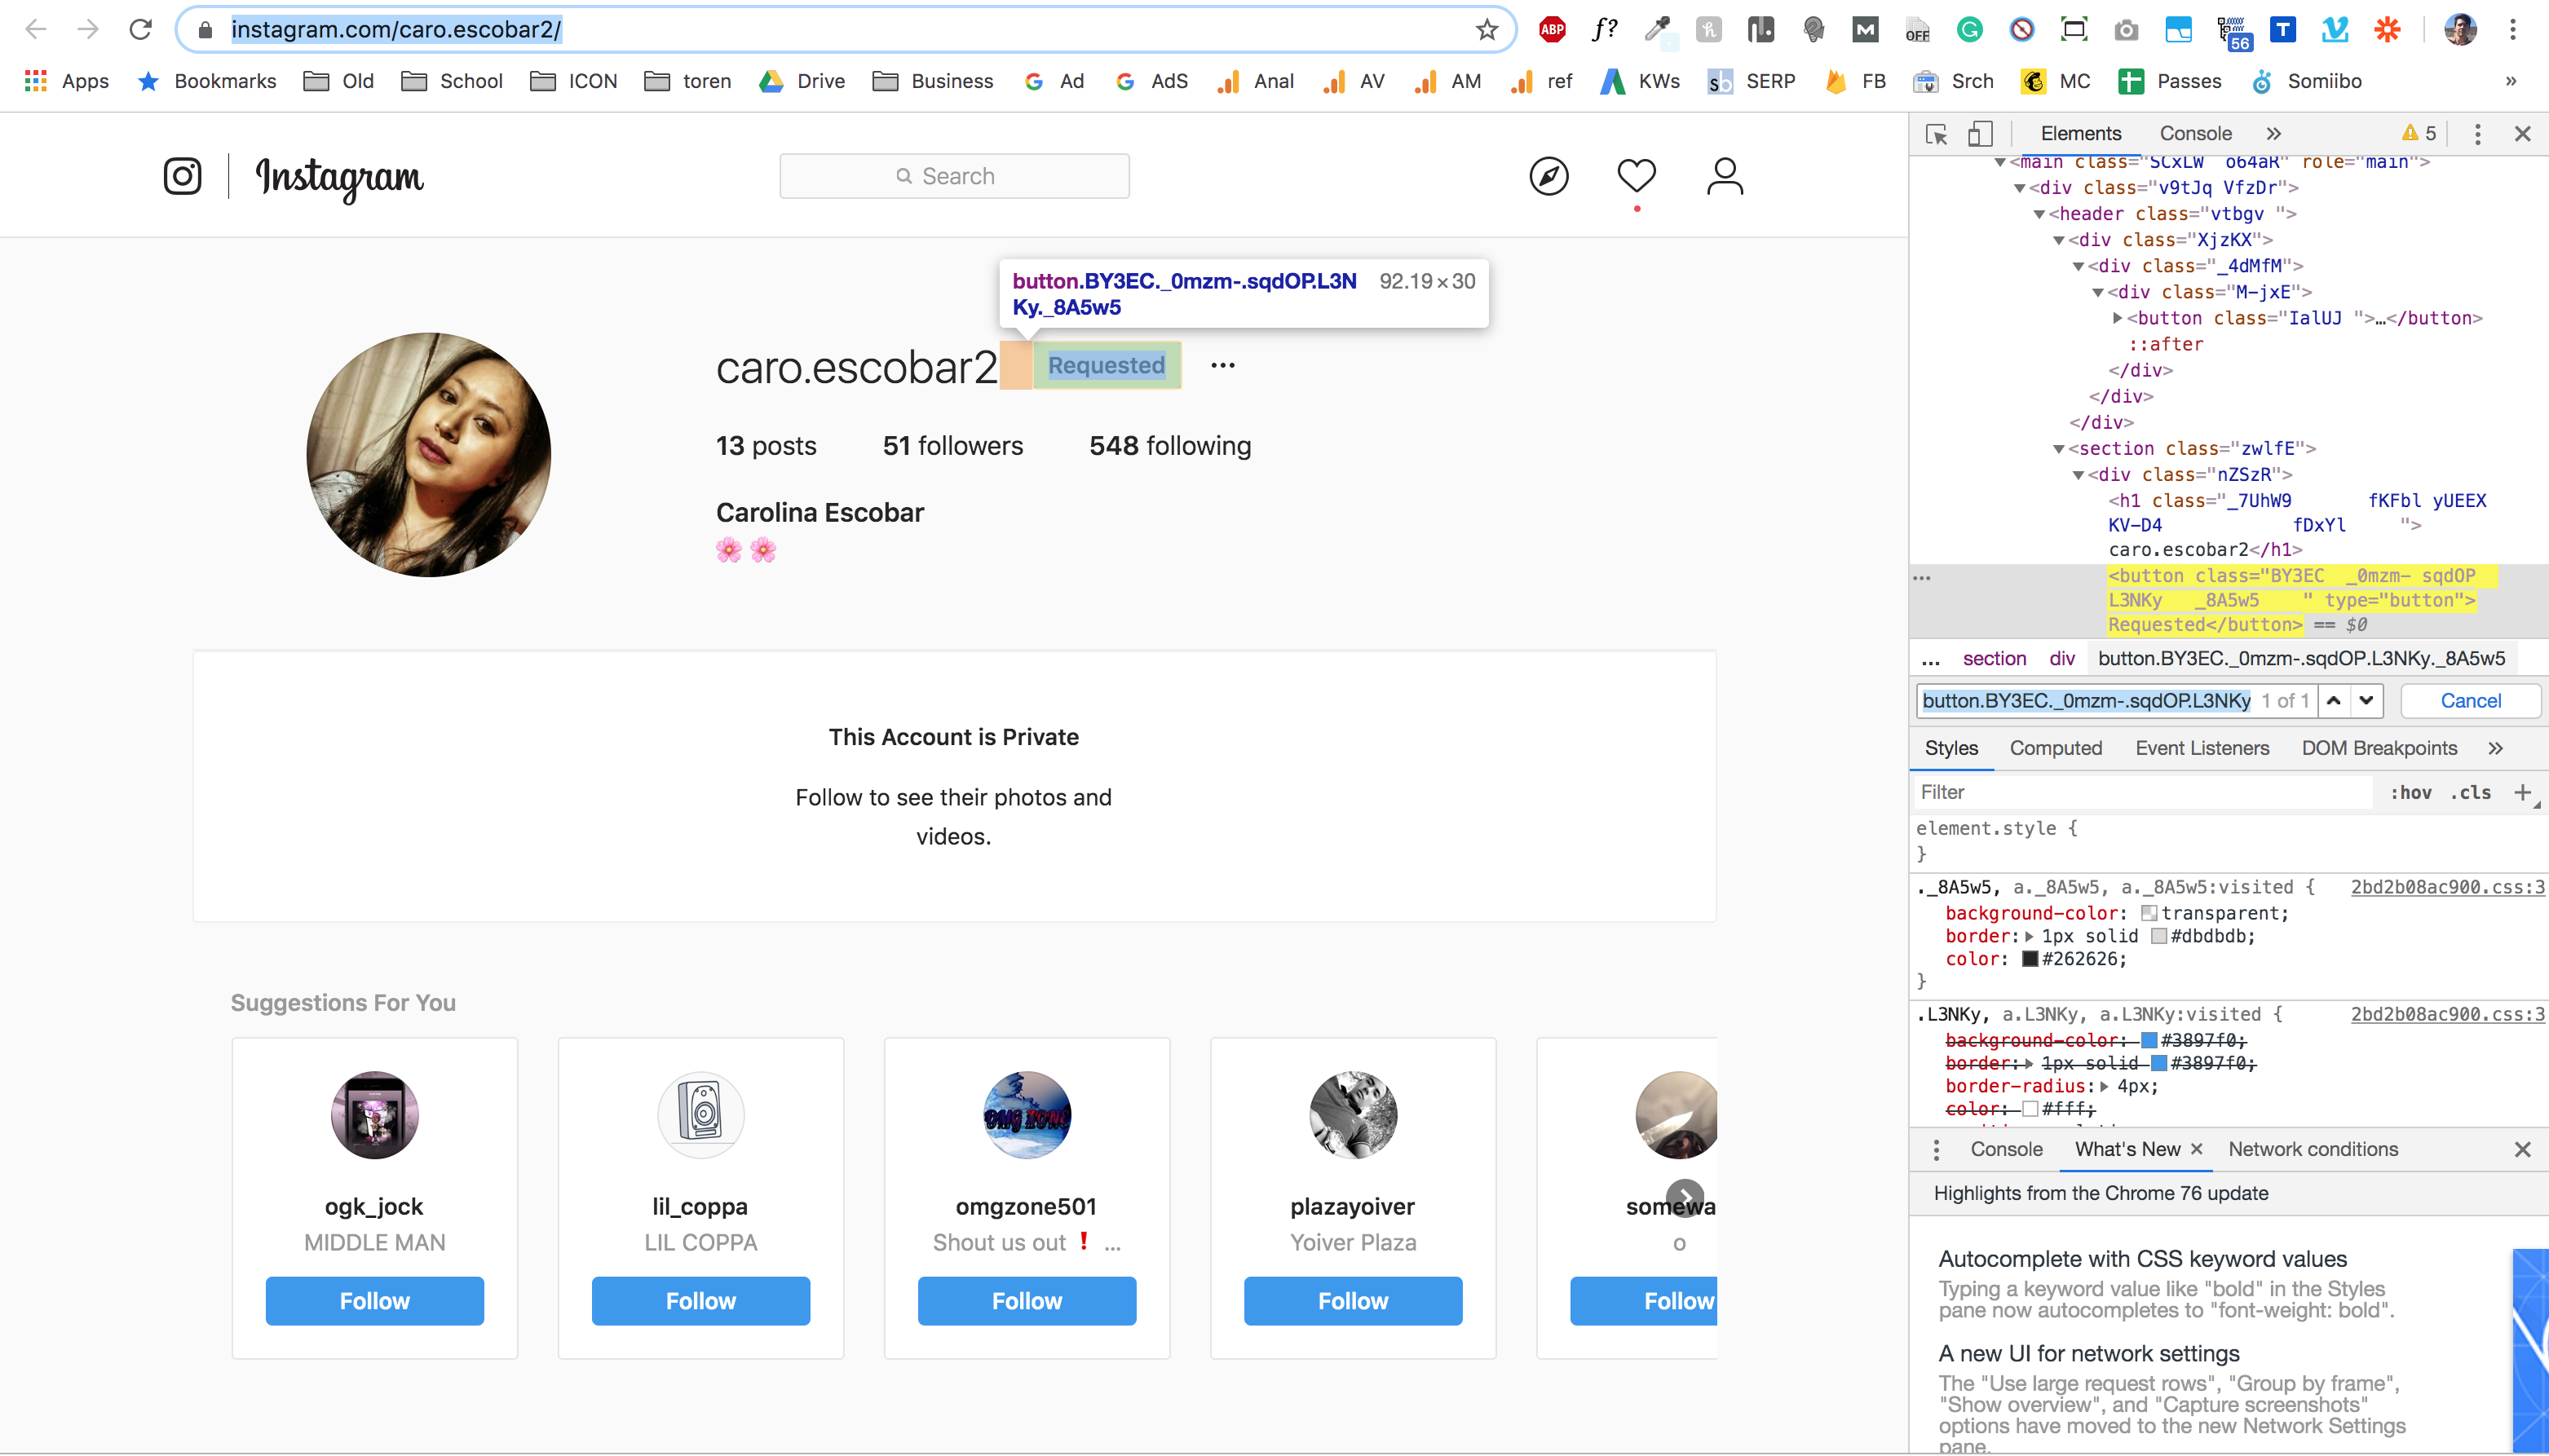 instagram.com/caro.escobar2/
ABP f? h M OFF G 56 T
Apps Bookmarks Old School ICON toren Drive Business Ad AdS Anal AV AM ref KWs sb SERP FB Srch MC Passes Somiibo »
Instagram
Search
button.BY3EC._0mzm-.sqdOP.L3N 92.19×30
Ky._8A5w5
caro.escobar2 Requested ...
13 posts 51 followers 548 following
Carolina Escobar
🌸 🌸
This Account is Private
Follow to see their photos and
videos.
Suggestions For You
ogk_jock
MIDDLE MAN
Follow
lil_coppa
LIL COPPA
Follow
OMG ZONE
omgzone501
Shout us out ❗ ...
Follow
plazayoiver
Yoiver Plaza
Follow
somewa
o
Follow
Elements Console » 5
<main class="SCxLW o64aR" role="main">
<div class="v9tJq VfzDr">
<header class="vtbgv ">
<div class="XjzKX">
<div class="_4dMfM">
<div class="M-jxE">
<button class="IalUJ ">…</button>
::after
</div>
</div>
</div>
<section class="zwlfE">
<div class="nZSzR">
<h1 class="_7UhW9 fKFbl yUEEX
KV-D4 fDxYl ">
caro.escobar2</h1>
... <button class="BY3EC _0mzm- sqdOP
L3NKy _8A5w5 " type="button">
Requested</button> == $0
... section div button.BY3EC._0mzm-.sqdOP.L3NKy._8A5w5
button.BY3EC._0mzm-.sqdOP.L3NKy 1 of 1 Cancel
Styles Computed Event Listeners DOM Breakpoints »
Filter :hov .cls +
element.style {
}
._8A5w5, a._8A5w5, a._8A5w5:visited { 2bd2b08ac900.css:3
background-color: transparent;
border: 1px solid #dbdbdb;
color: #262626;
}
.L3NKy, a.L3NKy, a.L3NKy:visited { 2bd2b08ac900.css:3
background-color: #3897f0;
border: 1px solid #3897f0;
border-radius: 4px;
color: #fff;
Console What's New × Network conditions
Highlights from the Chrome 76 update
Autocomplete with CSS keyword values
Typing a keyword value like "bold" in the Styles
pane now autocompletes to "font-weight: bold".
A new UI for network settings
The "Use large request rows", "Group by frame",
"Show overview", and "Capture screenshots"
options have moved to the new Network Settings
pane.